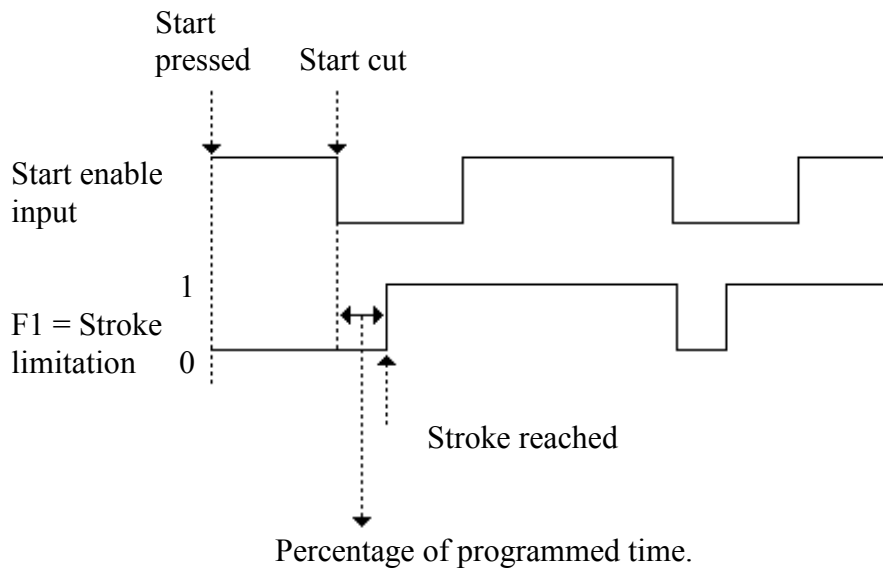 Start
pressed
Start cut
Start enable
input
1
F1 = Stroke
limitation
0
Stroke reached
Percentage of programmed time.